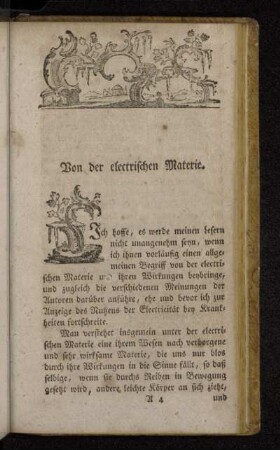 Von der electrischen Materie.
Ich hoffe, es werde meinen lesern
nicht unangenehm seyn, wenn
ich ihnen vorläufig einen allge-
meinen Begriff von der electri-
schen Materie und ihren Wirkungen beybringe,
und zugleich die verschiedenen Meinungen der
Autoren darüber anführe, ehe und bevor ich zur
Anzeige des Nutzens der Electricität bey Krank-
heiten fortschreite.
Man verstehet insgemein unter der electri-
schen Materie eine ihrem Wesen nach verborgene
und sehr wirksame Materie, die uns nur blos
durch ihre Wirkungen in die Sinne fällt, so daß
selbige, wenn sie durchs Reiben in Bewegung
gesetzt wird, andere leichte Körper an sich ziehet,
A 4 und